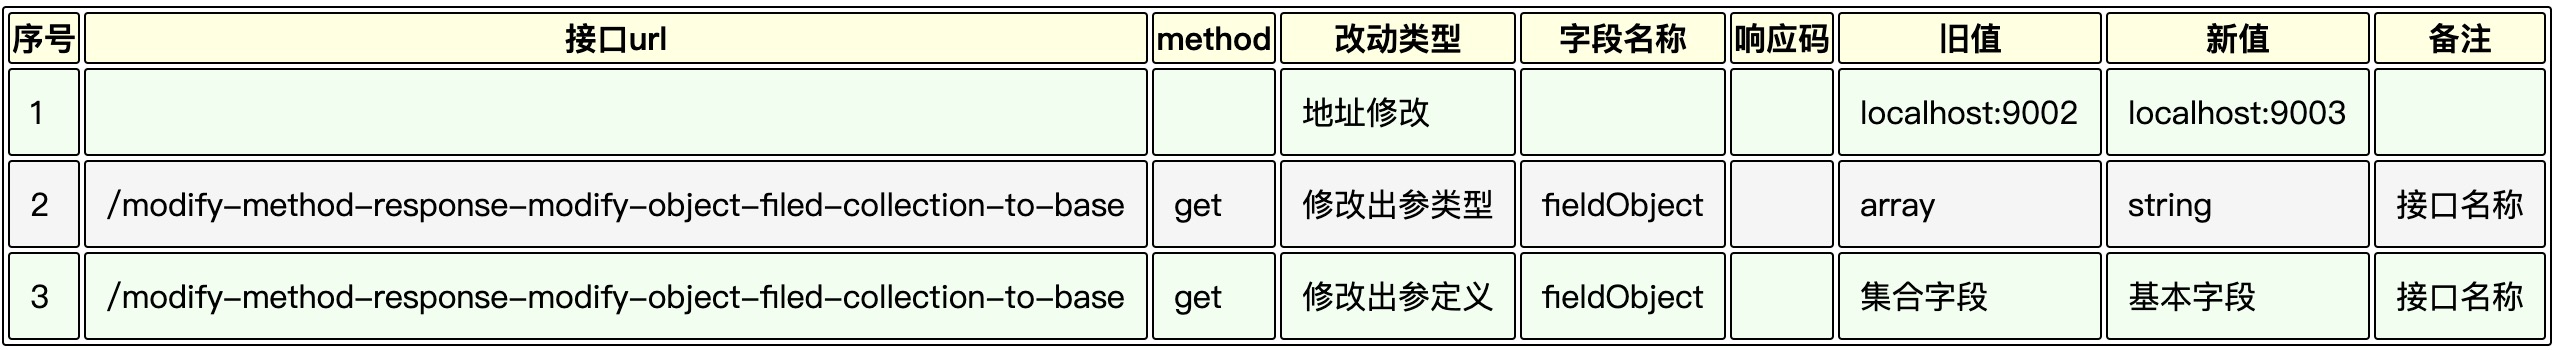 序号 接口url method 改动类型 字段名称 响应码 旧值 新值 备注
1 地址修改 localhost:9002 localhost:9003
2 /modify-method-response-modify-object-filed-collection-to-base get 修改出参类型 fieldObject array string 接口名称
3 /modify-method-response-modify-object-filed-collection-to-base get 修改出参定义 fieldObject 集合字段 基本字段 接口名称